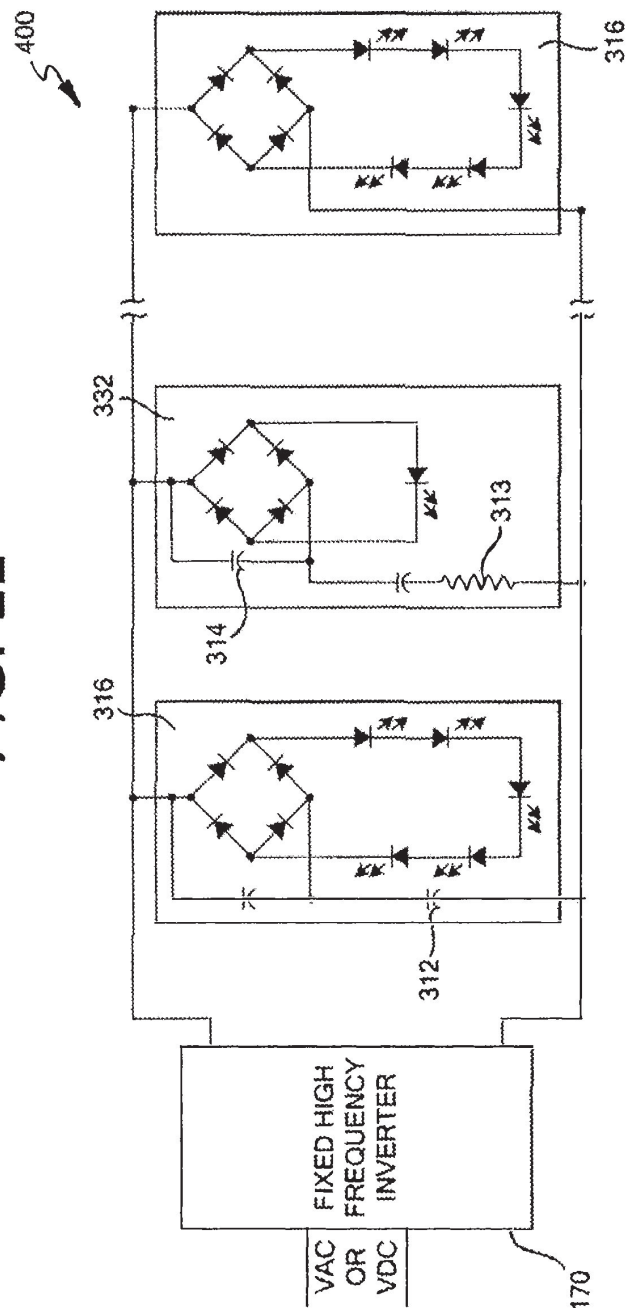 400
316
332
313
314
316
312
VAC
OR
VDC
FIXED HIGH
FREQUENCY
INVERTER
170